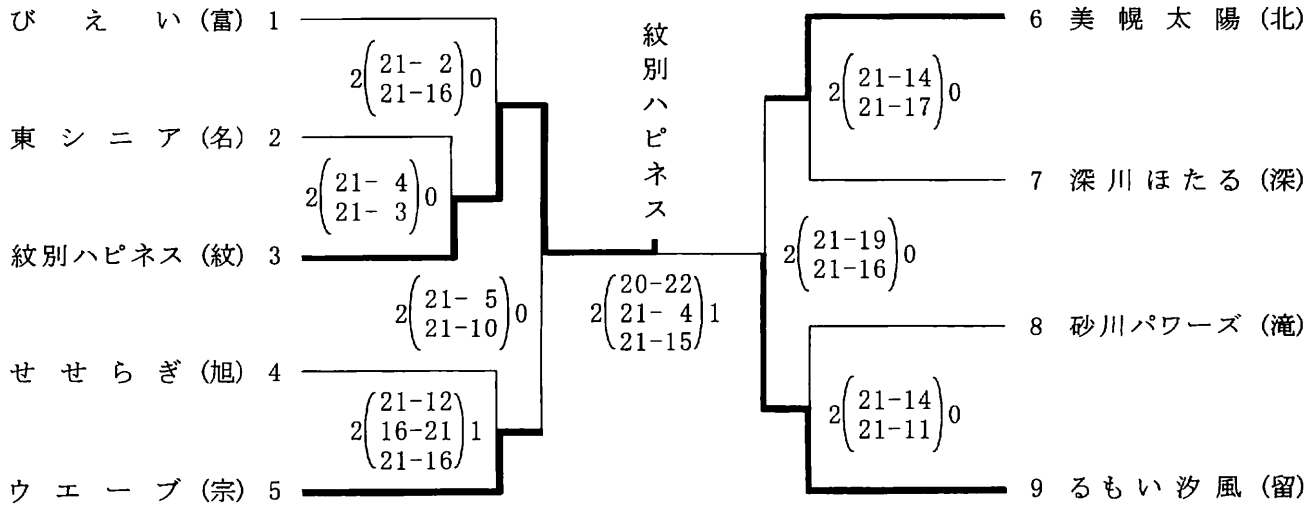 びえい (富) 1
2(21- 2 21-16)0
東シニア (名) 2
2(21- 4 21- 3)0
紋別ハピネス (紋) 3
2(21- 5 21-10)0
せせらぎ (旭) 4
2(21-12 16-21 21-16)1
ウエーブ (宗) 5
紋別ハピネス
2(20-22 21- 4 21-15)1
6 美幌太陽 (北)
2(21-14 21-17)0
7 深川ほたる (深)
2(21-19 21-16)0
8 砂川パワーズ (滝)
2(21-14 21-11)0
9 るもい汐風 (留)